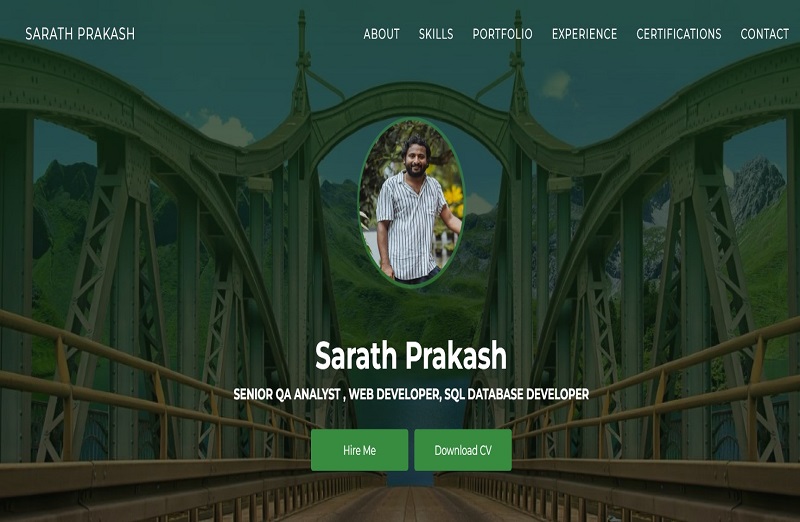 SARATH PRAKASH
ABOUT SKILLS PORTFOLIO EXPERIENCE CERTIFICATIONS CONTACT
Sarath Prakash
SENIOR QA ANALYST , WEB DEVELOPER, SQL DATABASE DEVELOPER
Hire Me
Download CV